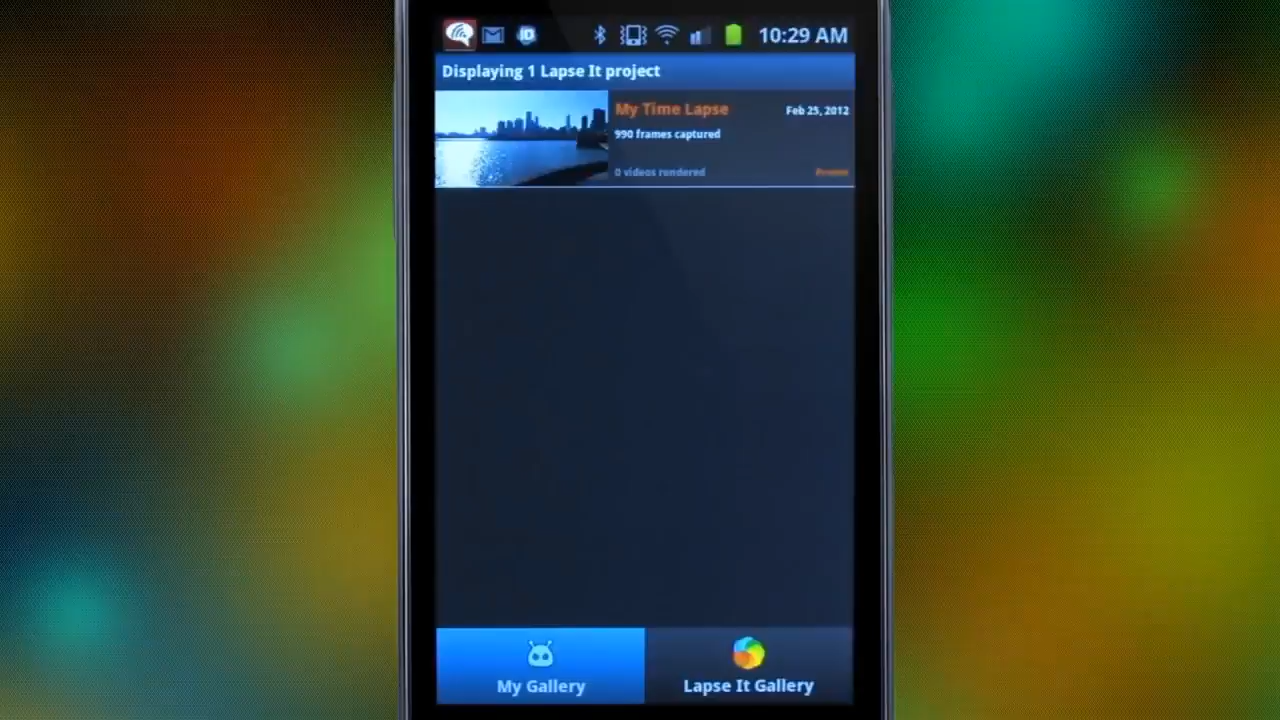 ID
10:29 AM
Displaying 1 Lapse It project
My Time Lapse
Feb 25, 2012
990 frames captured
0 videos rendered
My Gallery
Lapse It Gallery